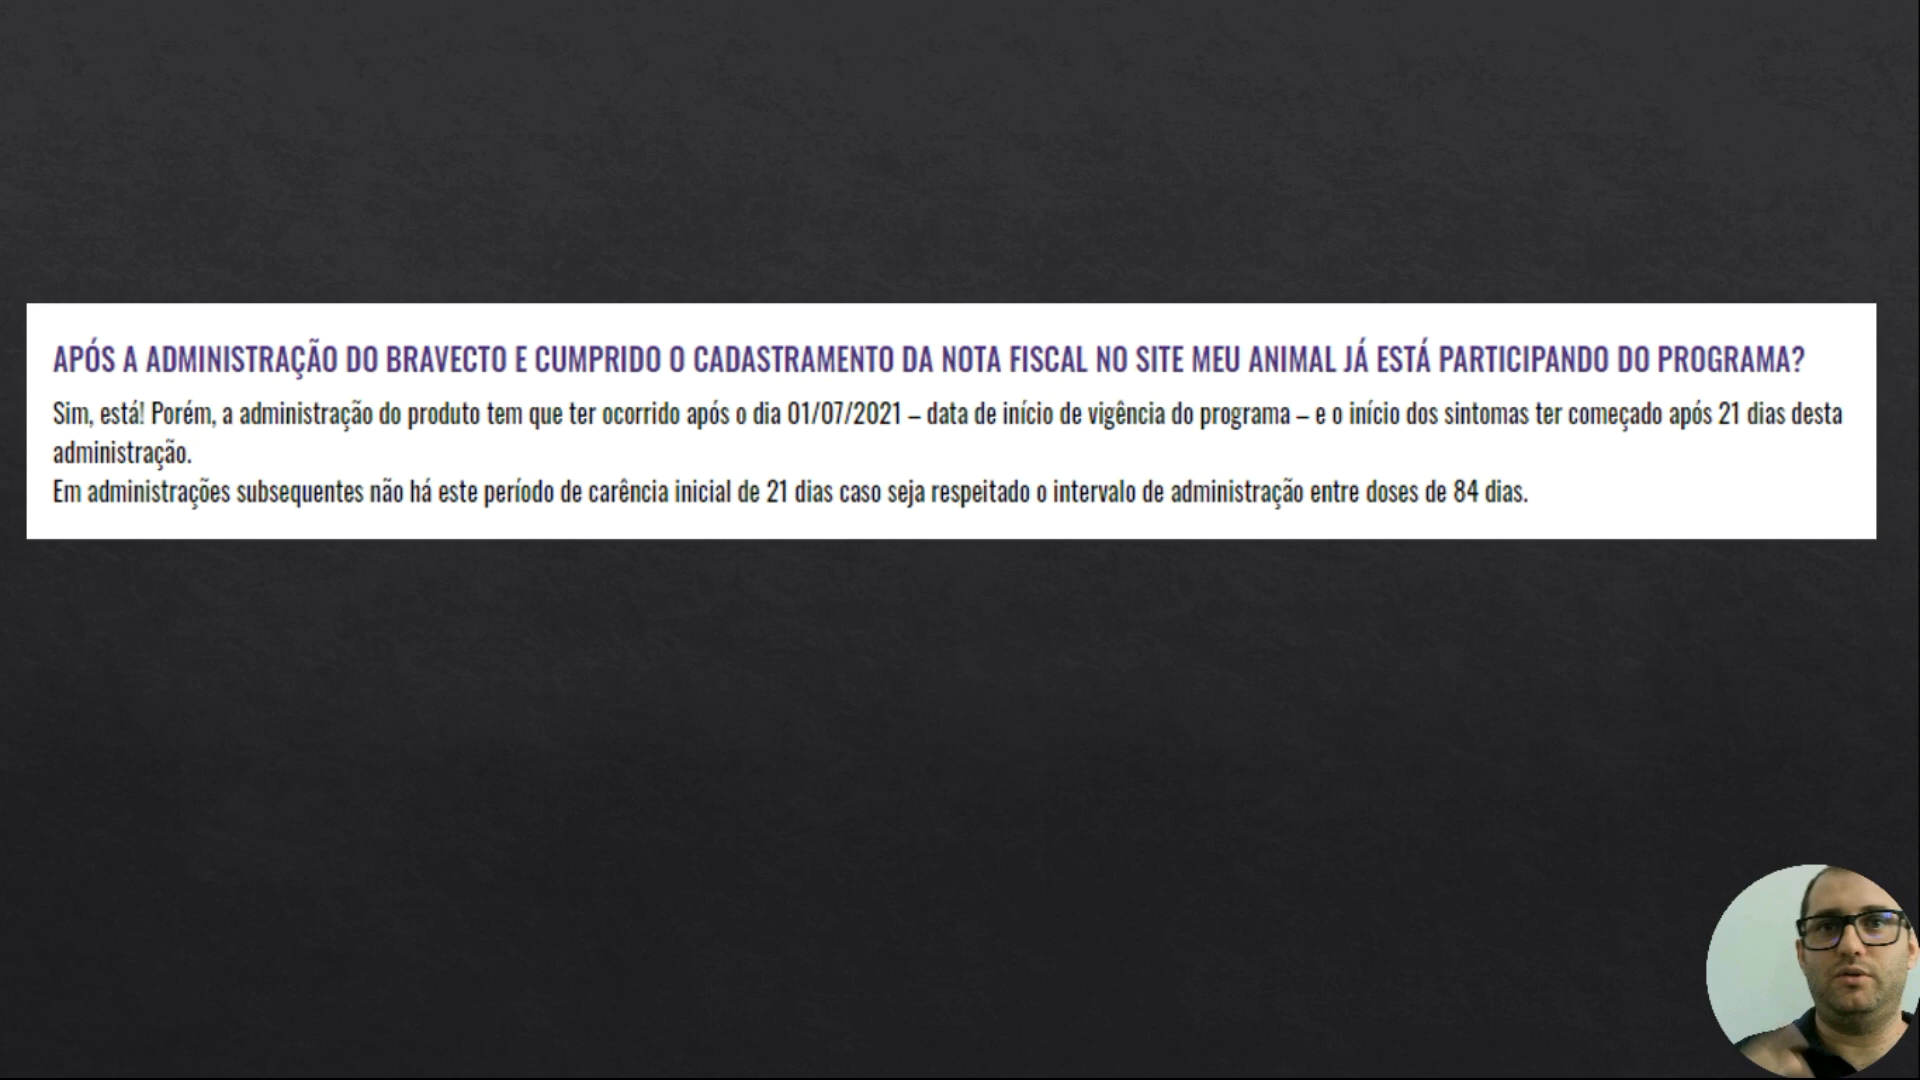 APÓS A ADMINISTRAÇÃO DO BRAVECTO E CUMPRIDO O CADASTRAMENTO DA NOTA FISCAL NO SITE MEU ANIMAL JÁ ESTÁ PARTICIPANDO DO PROGRAMA?
Sim, está! Porém, a administração do produto tem que ter ocorrido após o dia 01/07/2021 – data de início de vigência do programa – e o início dos sintomas ter começado após 21 dias desta
administração.
Em administrações subsequentes não há este período de carência inicial de 21 dias caso seja respeitado o intervalo de administração entre doses de 84 dias.